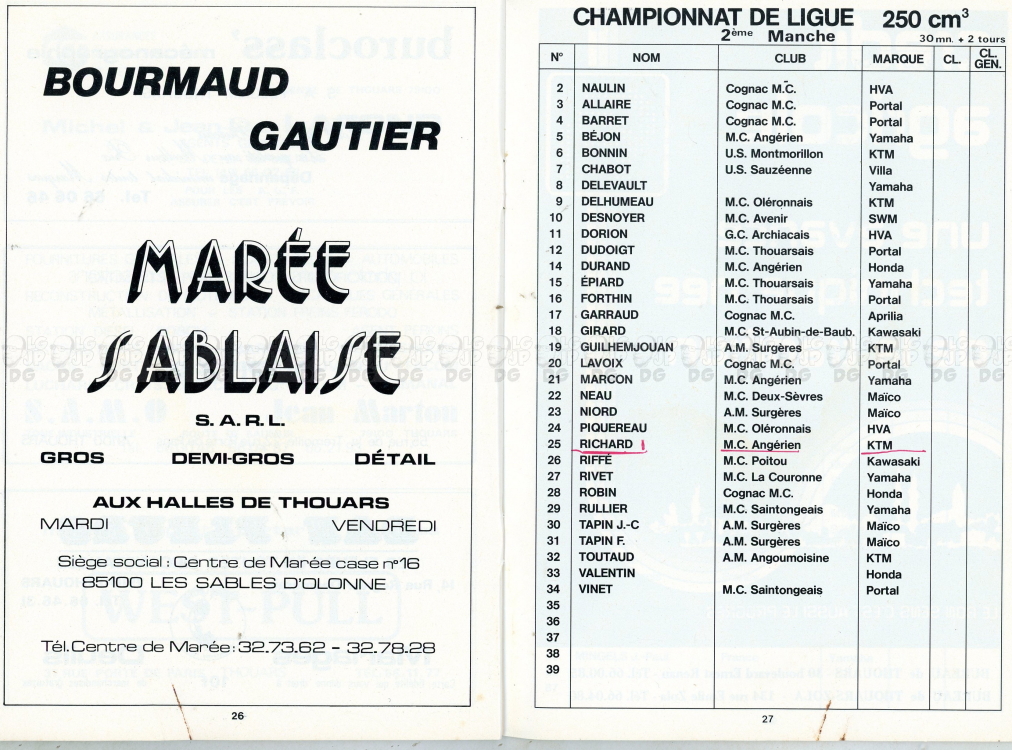 BOURMAUD
GAUTIER
MARÉE
SABLAISE
S.A.R.L.
GROS DEMI-GROS DÉTAIL
AUX HALLES DE THOUARS
MARDI VENDREDI
Siège social : Centre de Marée case n°16
85100 LES SABLES D'OLONNE
Tél. Centre de Marée : 32.73.62 - 32.78.28
26
CHAMPIONNAT DE LIGUE 250 cm³
2ème Manche 30 mn. + 2 tours
N° NOM CLUB MARQUE CL. CL. GEN.
2 NAULIN Cognac M.C. HVA
3 ALLAIRE Cognac M.C. Portal
4 BARRET Cognac M.C. Portal
5 BÉJON M.C. Angérien Yamaha
6 BONNIN U.S. Montmorillon KTM
7 CHABOT U.S. Sauzéenne Villa
8 DELEVAULT Yamaha
9 DELHUMEAU M.C. Oléronnais KTM
10 DESNOYER M.C. Avenir SWM
11 DORION G.C. Archiacais HVA
12 DUDOIGT M.C. Thouarsais Portal
14 DURAND M.C. Angérien Honda
15 ÉPIARD M.C. Thouarsais Yamaha
16 FORTHIN M.C. Thouarsais Portal
17 GARRAUD Cognac M.C. Aprilia
18 GIRARD M.C. St-Aubin-de-Baub. Kawasaki
19 GUILHEMJOUAN A.M. Surgères KTM
20 LAVOIX Cognac M.C. Portal
21 MARCON M.C. Angérien Yamaha
22 NEAU M.C. Deux-Sèvres Maïco
23 NIORD A.M. Surgères Maïco
24 PIQUEREAU M.C. Oléronnais HVA
25 RICHARD M.C. Angérien KTM
26 RIFFÉ M.C. Poitou Kawasaki
27 RIVET M.C. La Couronne Yamaha
28 ROBIN Cognac M.C. Honda
29 RULLIER M.C. Saintongeais Yamaha
30 TAPIN J.-C A.M. Surgères Maïco
31 TAPIN F. A.M. Surgères Maïco
32 TOUTAUD A.M. Angoumoisine KTM
33 VALENTIN Honda
34 VINET M.C. Saintongeais Portal
35
36
37
38
39
27